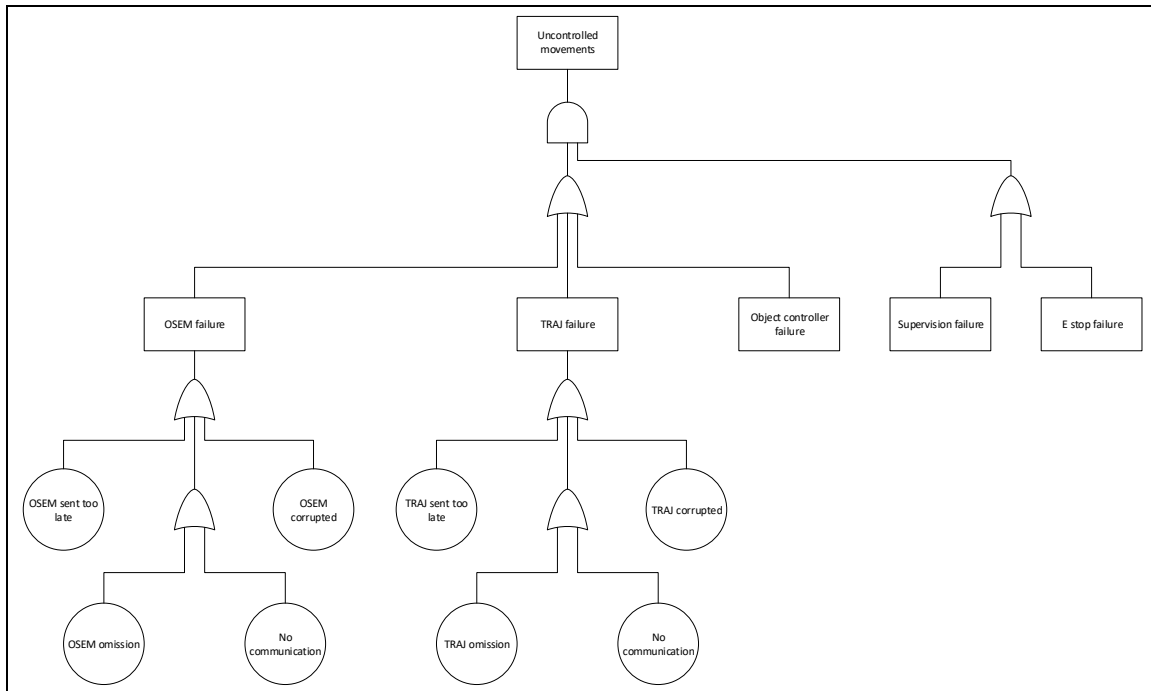 Uncontrolled
movements
OSEM failure
TRAJ failure
Object controller
failure
Supervision failure
E stop failure
OSEM sent too
late
OSEM
corrupted
TRAJ sent too
late
TRAJ corrupted
OSEM omission
No
communication
TRAJ omission
No
communication